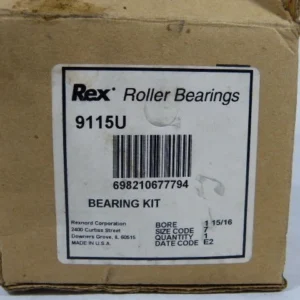 Rex® Roller Bearings
9115U
698210677794
BEARING KIT
Rexnord Corporation
2400 Curtiss Street
Downers Grove, IL 60515
MADE IN U.S.A.
BORE 1 15/16
SIZE CODE 7
QUANTITY 1
DATE CODE E2